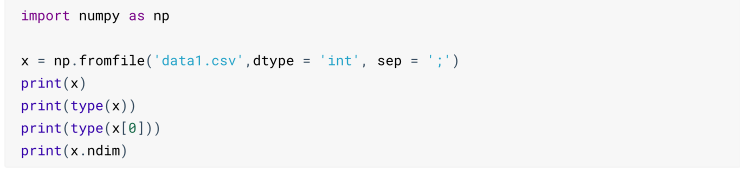 import numpy as np
x = np.fromfile('data1.csv',dtype = 'int', sep = ';')
print(x)
print(type(x))
print(type(x[0]))
print(x.ndim)